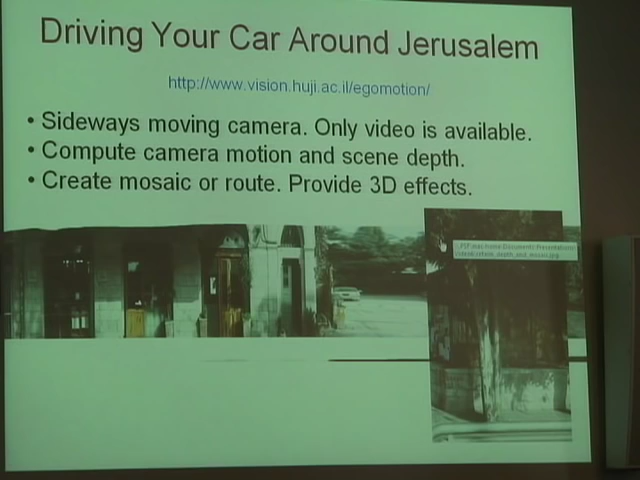 Driving Your Car Around Jerusalem
http://www.vision.huji.ac.il/egomotion/
• Sideways moving camera. Only video is available.
• Compute camera motion and scene depth.
• Create mosaic or route. Provide 3D effects.